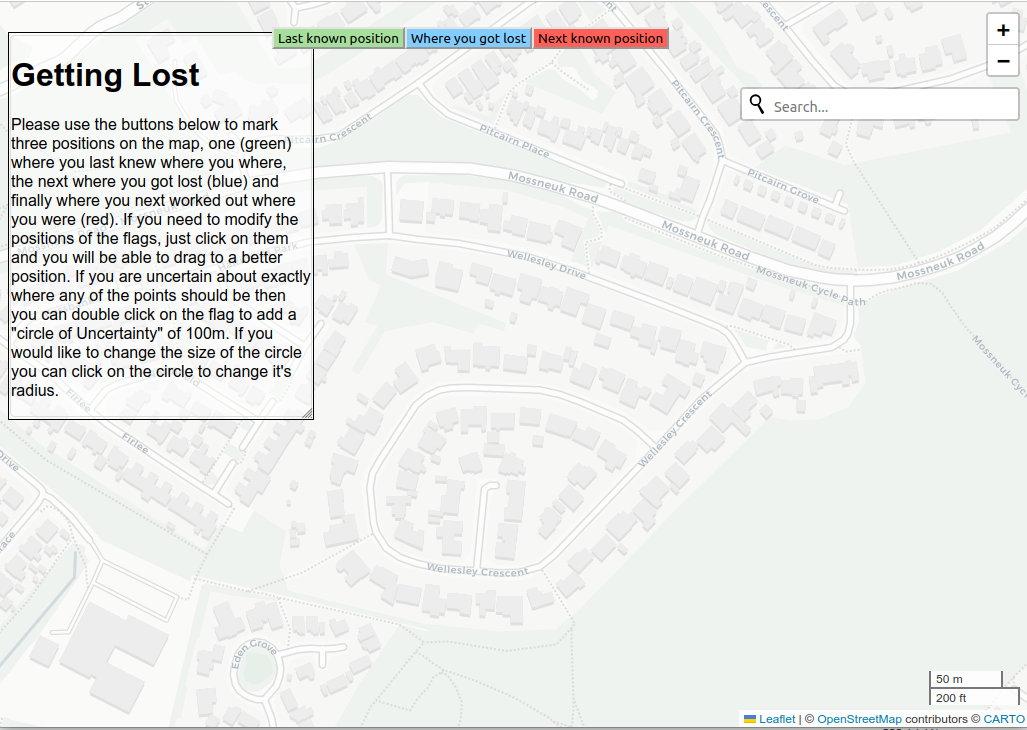 Last known position
Where you got lost
Next known position
+
−
Search...
Getting Lost
Please use the buttons below to mark
three positions on the map, one (green)
where you last knew where you where,
the next where you got lost (blue) and
finally where you next worked out where
you were (red). If you need to modify the
positions of the flags, just click on them
and you will be able to drag to a better
position. If you are uncertain about exactly
where any of the points should be then
you can double click on the flag to add a
"circle of Uncertainty" of 100m. If you
would like to change the size of the circle
you can click on the circle to change it's
radius.
Pitcairn Crescent
Pitcairn Place
Pitcairn Grove
Mossneuk Road
Mossneuk Road
Mossneuk Road
Mossneuk Cycle Path
Wellesley Drive
Wellesley Crescent
Wellesley Crescent
Firlee
Firlee
Drive
Eden Grove
50 m
200 ft
Leaflet | © OpenStreetMap contributors © CARTO